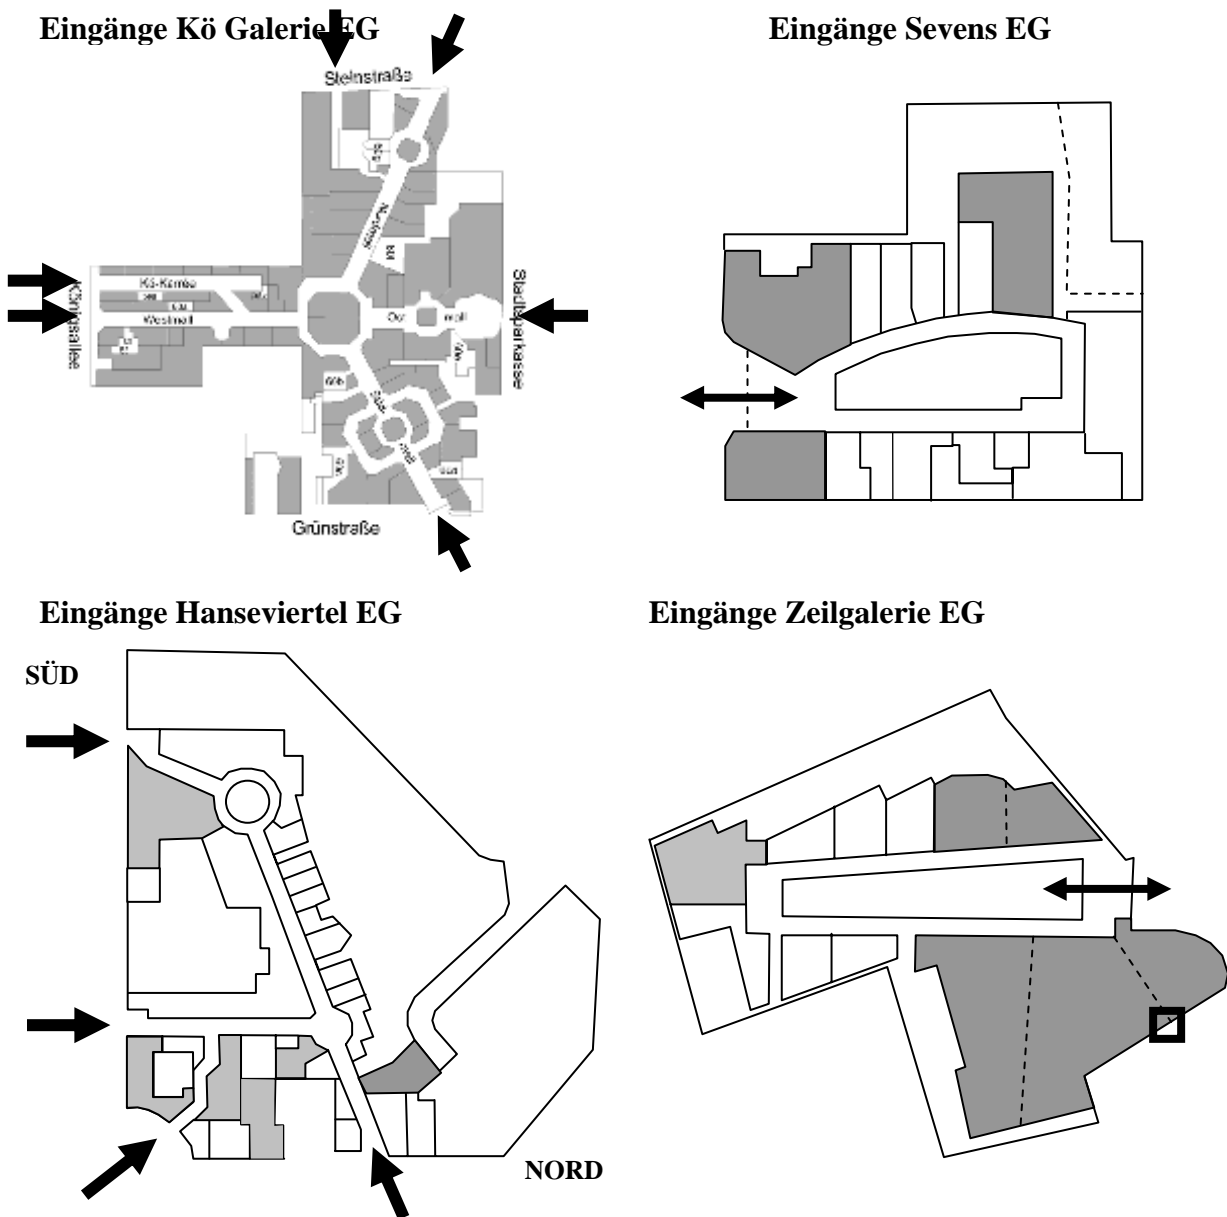 Eingänge Kö Galerie EG
Eingänge Sevens EG
Steinstraße
Königsallee
Kö-Karrée
Westmall
Stadtsparkasse
Grünstraße
Eingänge Hanseviertel EG
Eingänge Zeilgalerie EG
SÜD
NORD